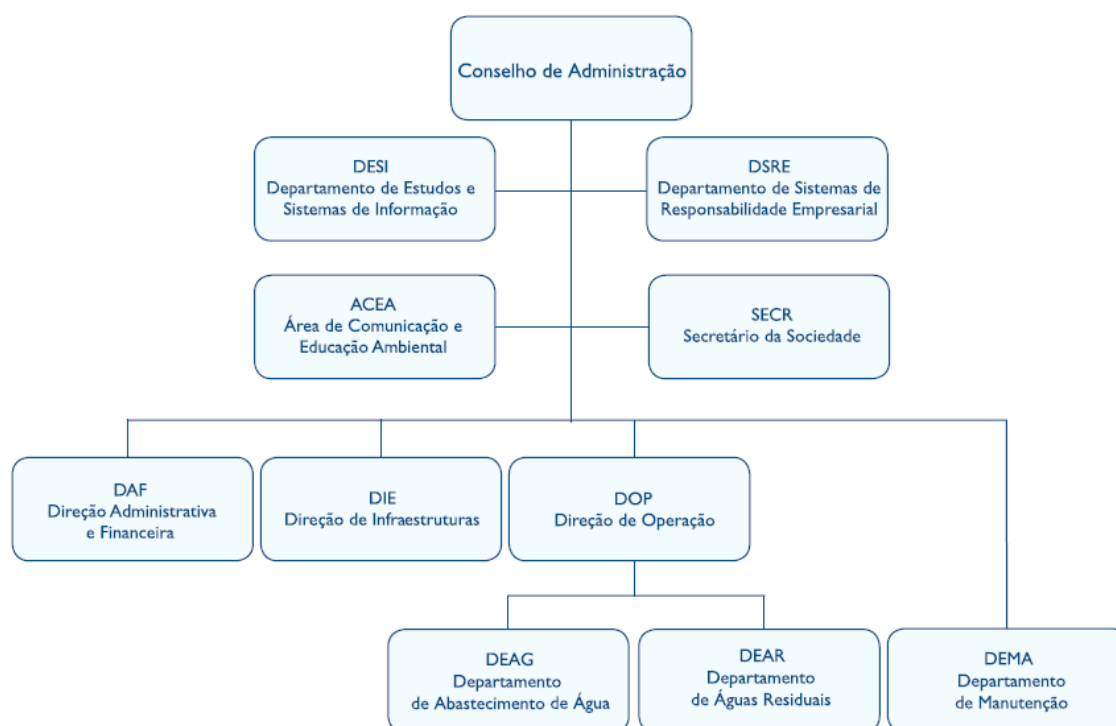 Conselho de Administração
DESI
Departamento de Estudos e
Sistemas de Informação
DSRE
Departamento de Sistemas de
Responsabilidade Empresarial
ACEA
Área de Comunicação e
Educação Ambiental
SECR
Secretário da Sociedade
DAF
Direção Administrativa
e Financeira
DIE
Direção de Infraestruturas
DOP
Direção de Operação
DEAG
Departamento
de Abastecimento de Água
DEAR
Departamento
de Águas Residuais
DEMA
Departamento
de Manutenção